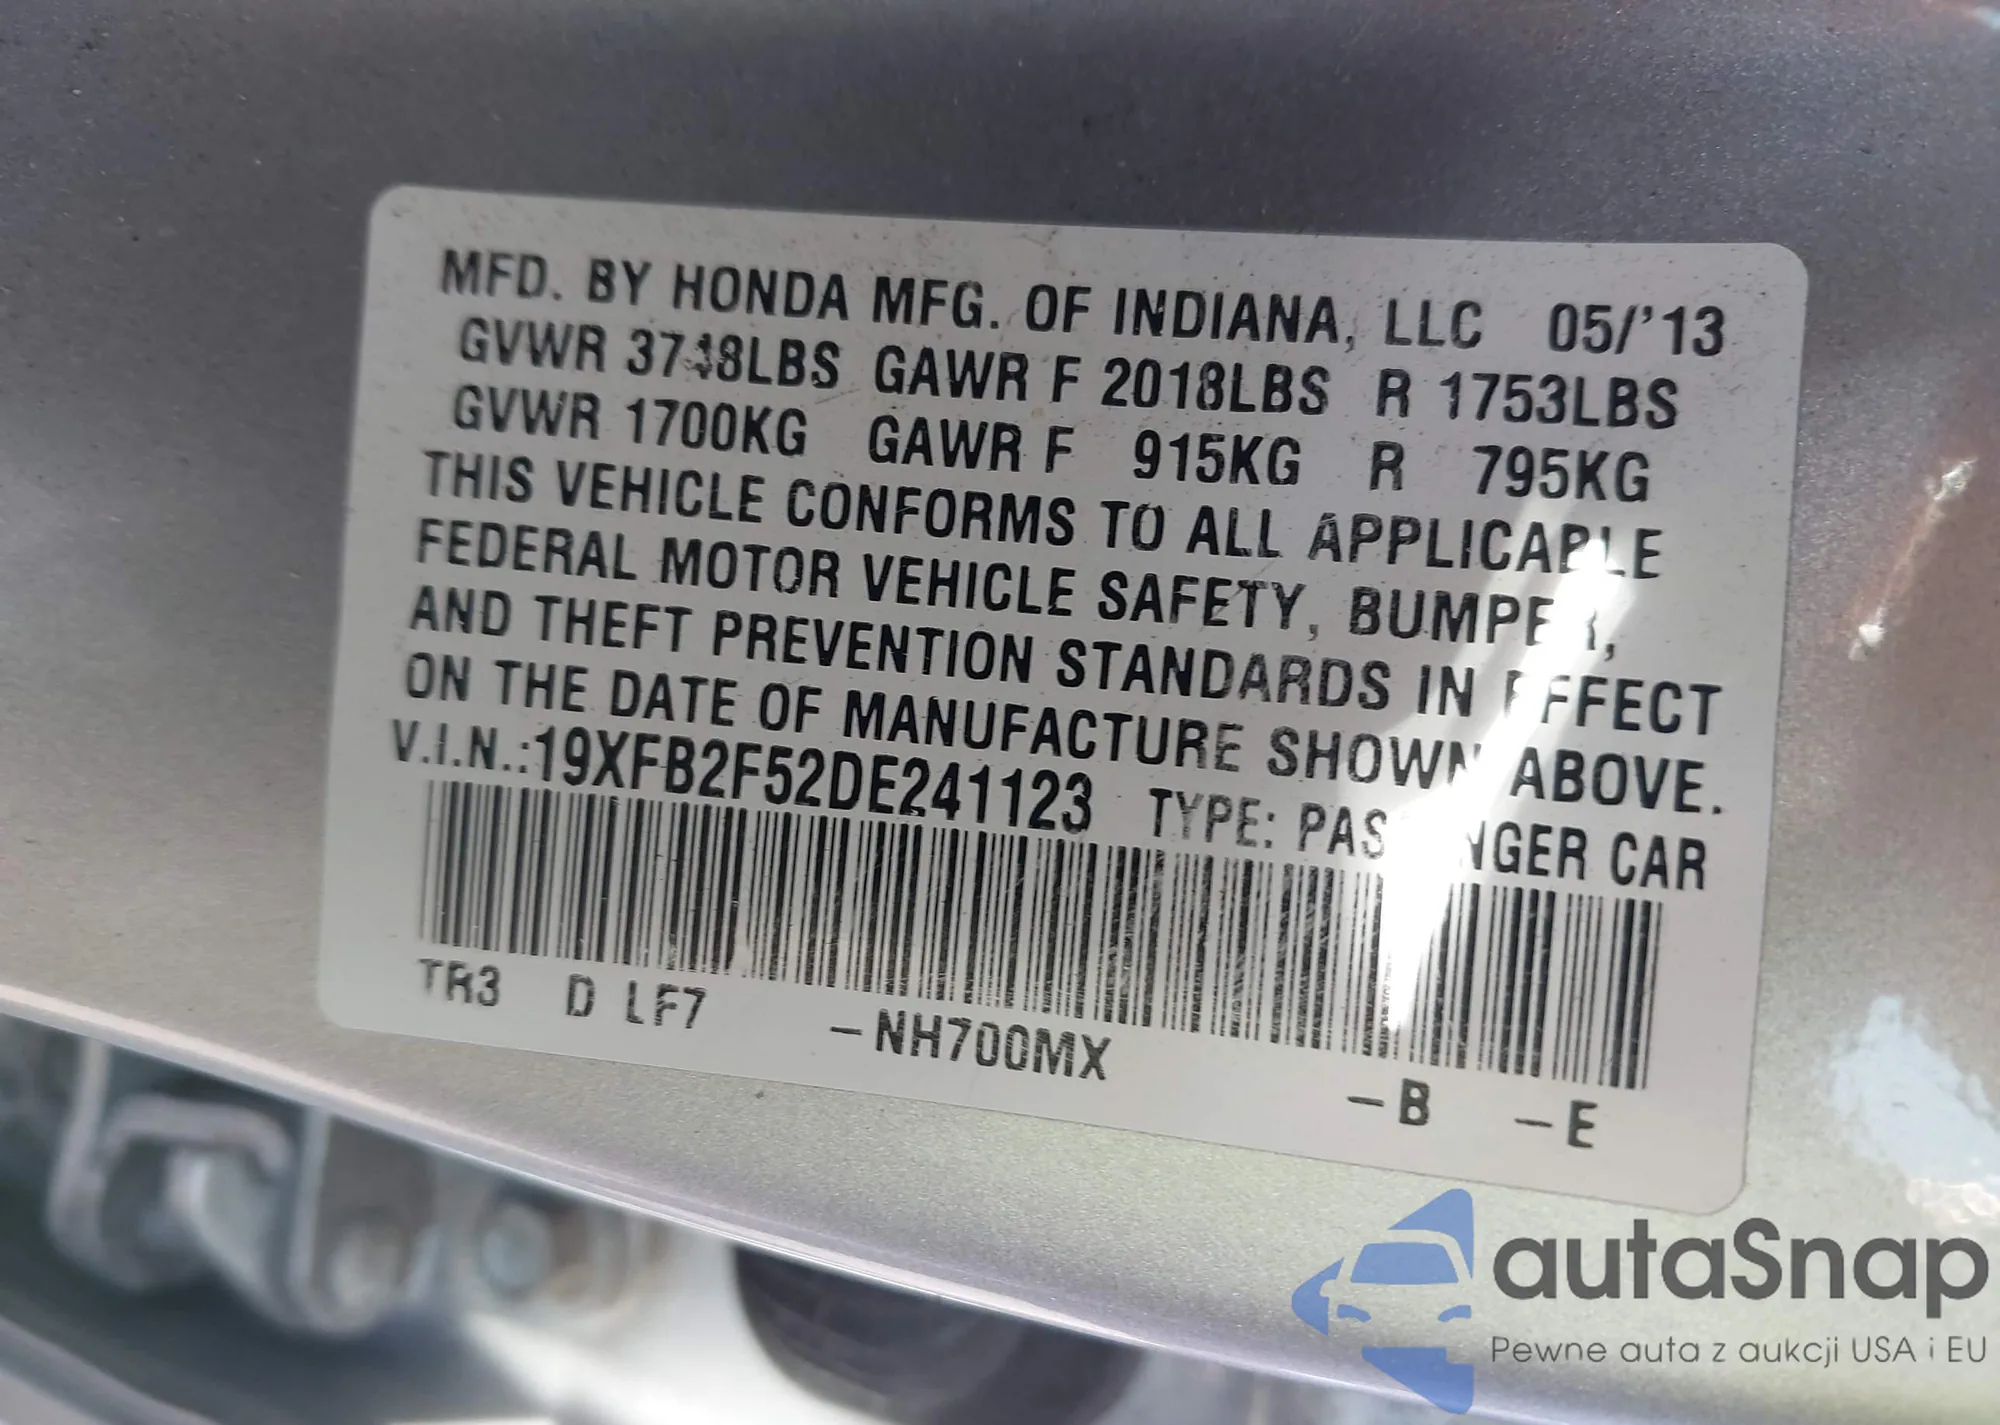 MFD. BY HONDA MFG. OF INDIANA, LLC 05/'13
GVWR 3748LBS GAWR F 2018LBS R 1753LBS
GVWR 1700KG GAWR F 915KG R 795KG
THIS VEHICLE CONFORMS TO ALL APPLICABLE
FEDERAL MOTOR VEHICLE SAFETY, BUMPER,
AND THEFT PREVENTION STANDARDS IN EFFECT
ON THE DATE OF MANUFACTURE SHOWN ABOVE.
V.I.N.:19XFB2F52DE241123 TYPE: PASSENGER CAR
TR3 D LF7 -NH700MX -B -E
autaSnap
Pewne auta z aukcji USA i EU